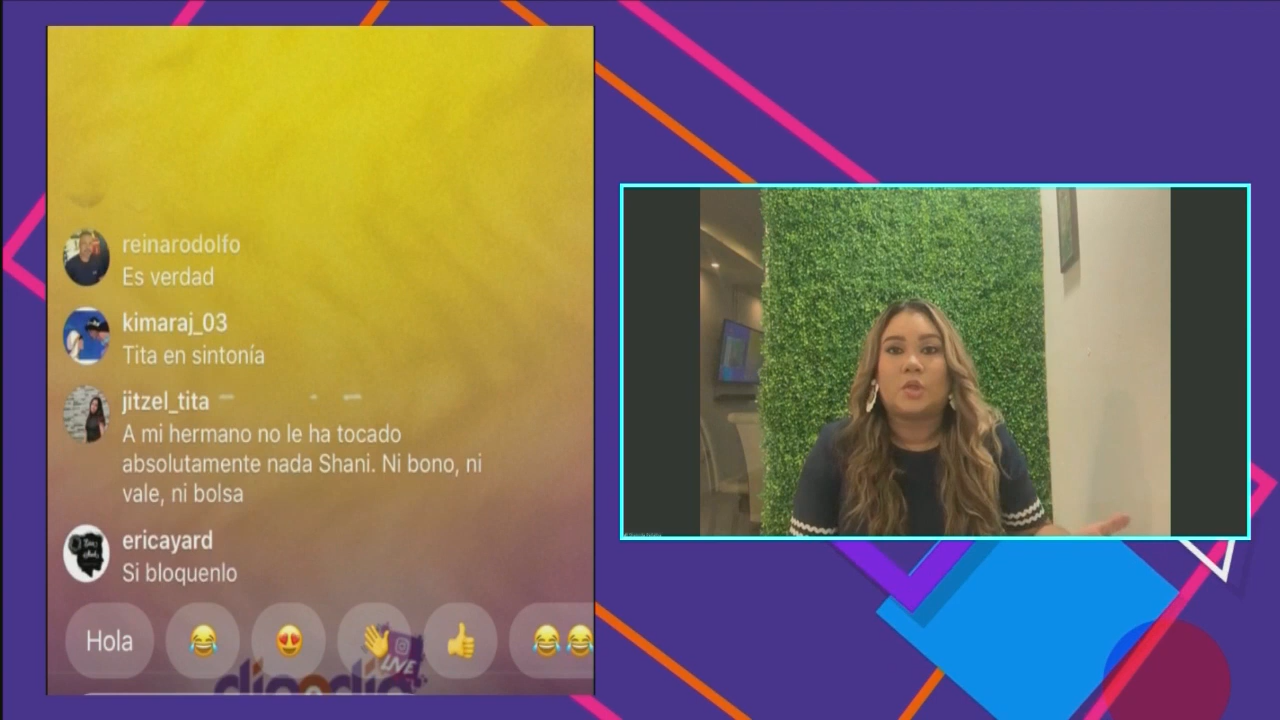 reinarodolfo
Es verdad
kimaraj_03
Tita en sintonía
jitzel_tita
A mi hermano no le ha tocado
absolutamente nada Shani. Ni bono, ni
vale, ni bolsa
ericayard
Si bloquenlo
Hola
LIVE